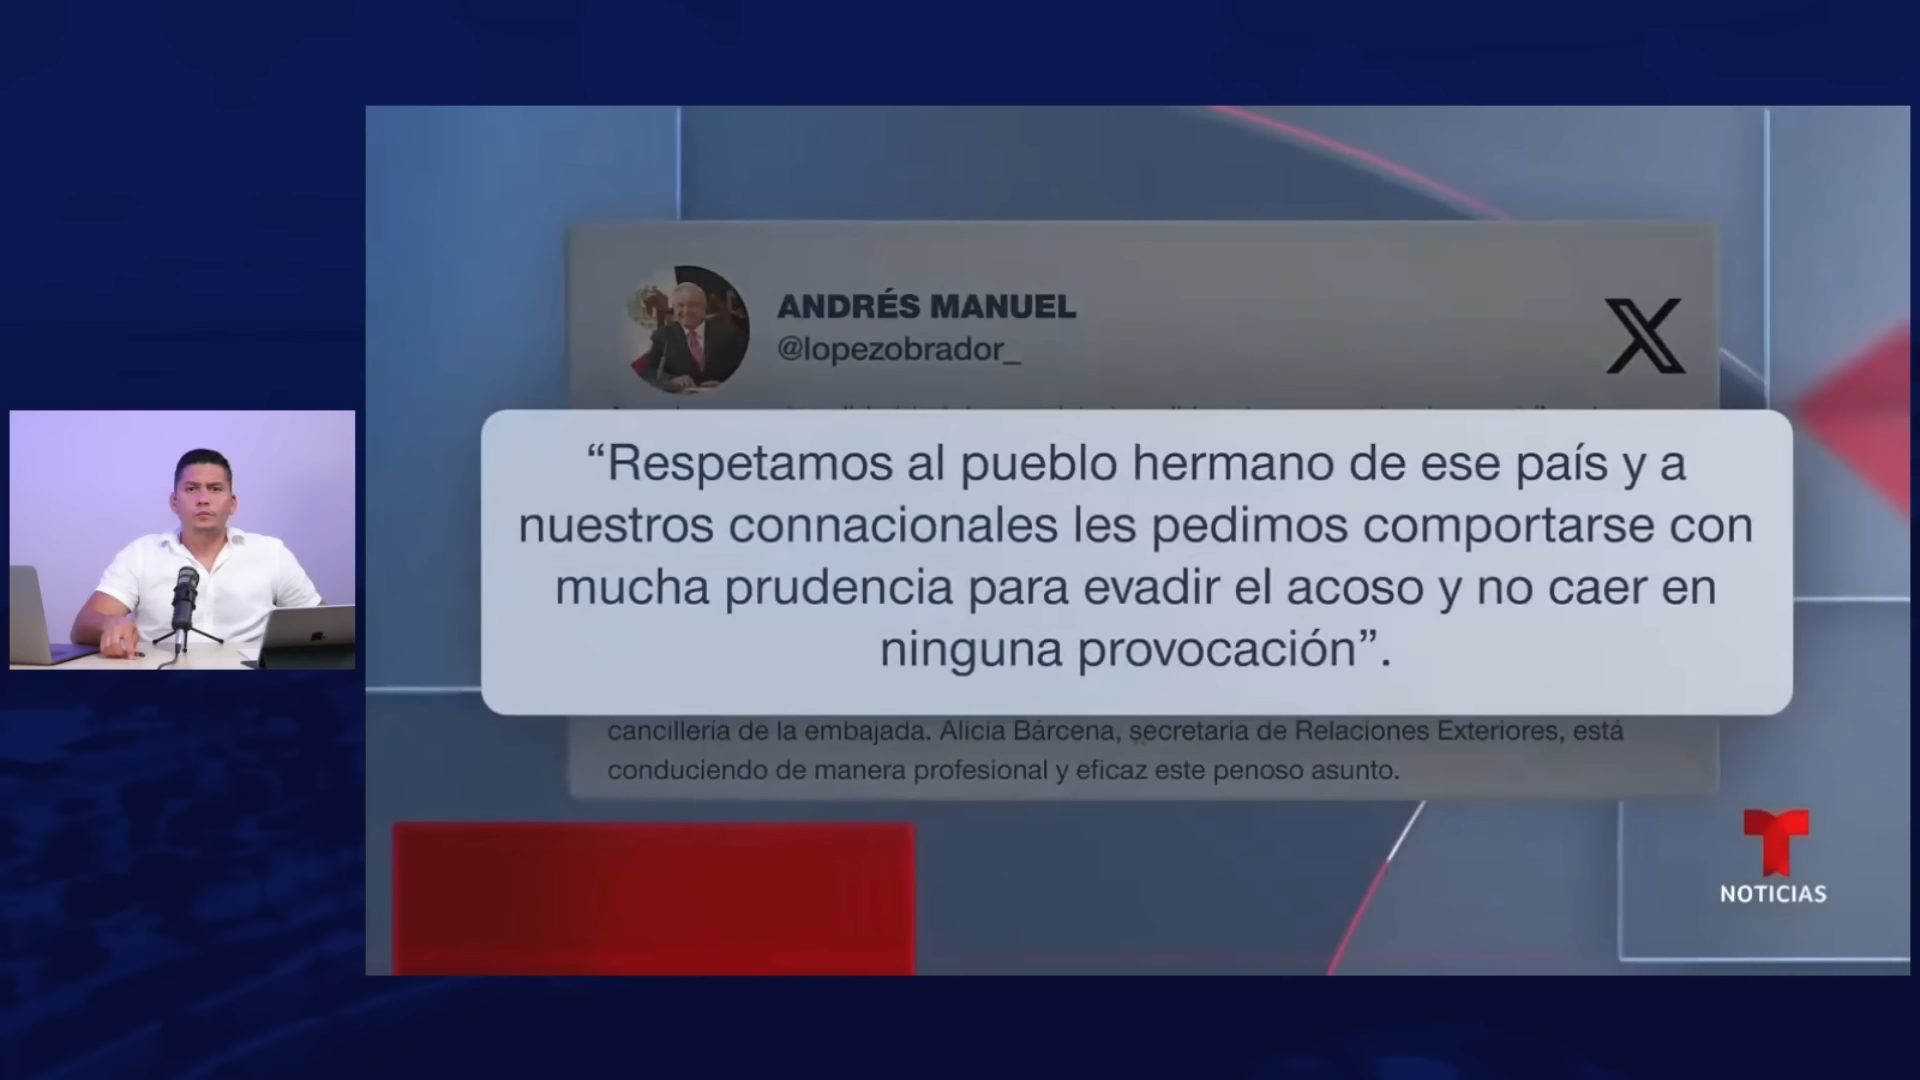 ANDRÉS MANUEL
@lopezobrador_
X
“Respetamos al pueblo hermano de ese país y a
nuestros connacionales les pedimos comportarse con
mucha prudencia para evadir el acoso y no caer en
ninguna provocación”.
cancillería de la embajada. Alicia Bárcena, secretaria de Relaciones Exteriores, está
conduciendo de manera profesional y eficaz este penoso asunto.
NOTICIAS